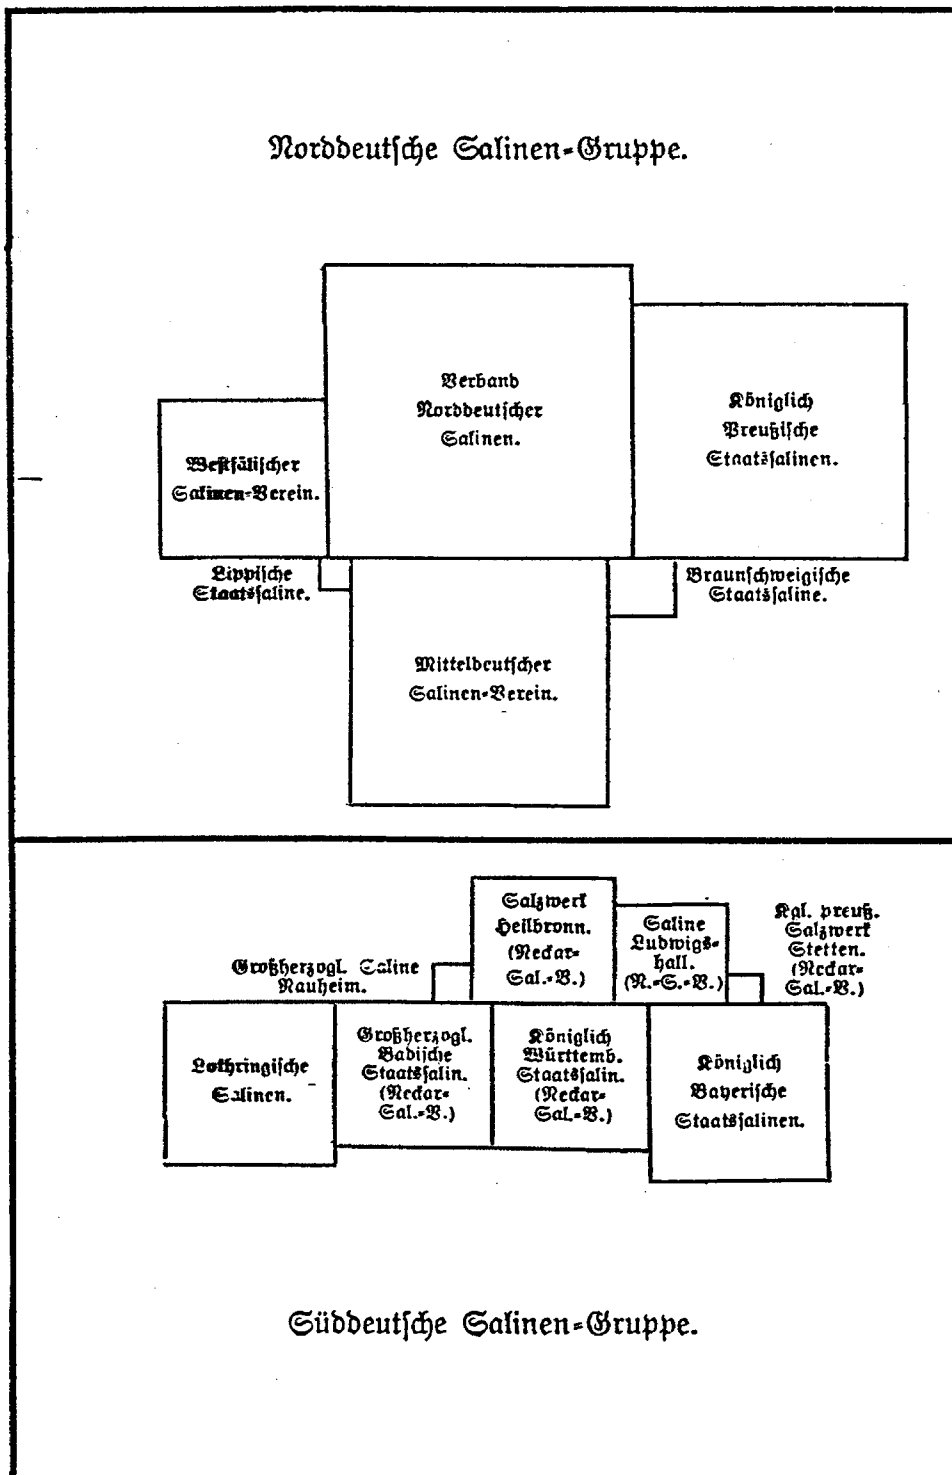 Norddeutsche Salinen-Gruppe.
Verband
Norddeutscher
Salinen.
Königlich
Preußische
Staatssalinen.
Westfälischer
Salinen-Verein.
Lippische
Staatssaline.
Braunschweigische
Staatssaline.
Mitteldeutscher
Salinen-Verein.
Salzwerk
Heilbronn.
(Neckar-
Sal.-V.)
Saline
Ludwigs-
hall.
(N.-S.-V.)
Kgl. preuß.
Salzwerk
Stetten.
(Neckar-
Sal.-V.)
Großherzogl. Saline
Nauheim.
Lothringische
Salinen.
Großherzogl.
Badische
Staatssalin.
(Neckar-
Sal.-V.)
Königlich
Württemb.
Staatssalin.
(Neckar-
Sal.-V.)
Königlich
Bayerische
Staatssalinen.
Süddeutsche Salinen-Gruppe.